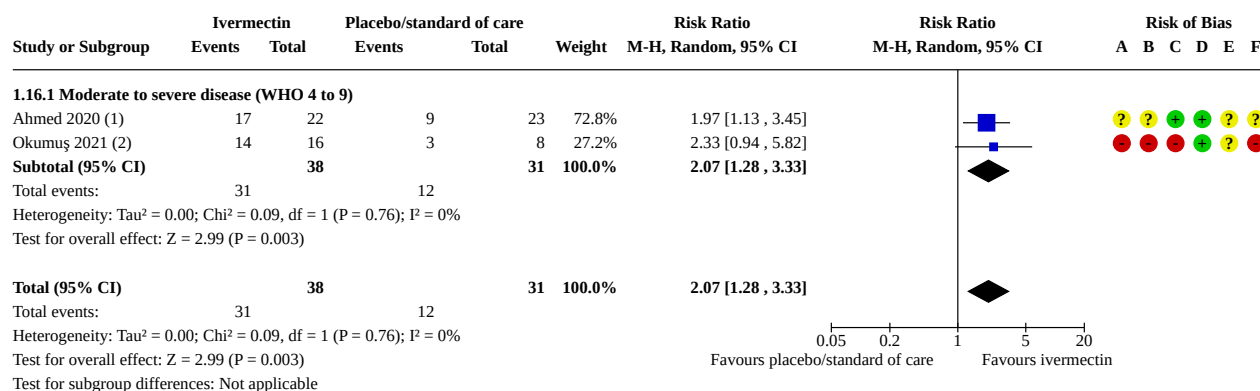 Ivermectin Placebo/standard of care Risk Ratio Risk Ratio Risk of Bias
Study or Subgroup Events Total Events Total Weight M-H, Random, 95% CI M-H, Random, 95% CI A B C D E F
1.16.1 Moderate to severe disease (WHO 4 to 9)
Ahmed 2020 (1) 17 22 9 23 72.8% 1.97 [1.13 , 3.45] ? ? + + ? ?
Okumuş 2021 (2) 14 16 3 8 27.2% 2.33 [0.94 , 5.82] - - - + ? -
Subtotal (95% CI) 38 31 100.0% 2.07 [1.28 , 3.33]
Total events: 31 12
Heterogeneity: Tau² = 0.00; Chi² = 0.09, df = 1 (P = 0.76); I² = 0%
Test for overall effect: Z = 2.99 (P = 0.003)
Total (95% CI) 38 31 100.0% 2.07 [1.28 , 3.33]
Total events: 31 12
Heterogeneity: Tau² = 0.00; Chi² = 0.09, df = 1 (P = 0.76); I² = 0%
0.05 0.2 1 5 20
Test for overall effect: Z = 2.99 (P = 0.003) Favours placebo/standard of care Favours ivermectin
Test for subgroup differences: Not applicable